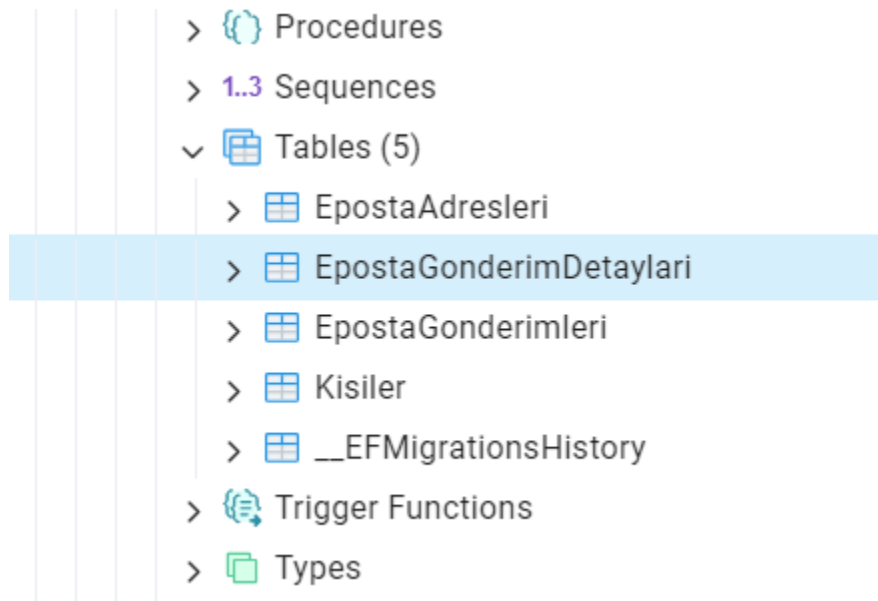 Procedures
1..3 Sequences
Tables (5)
EpostaAdresleri
EpostaGonderimDetaylari
EpostaGonderimleri
Kisiler
__EFMigrationsHistory
Trigger Functions
Types